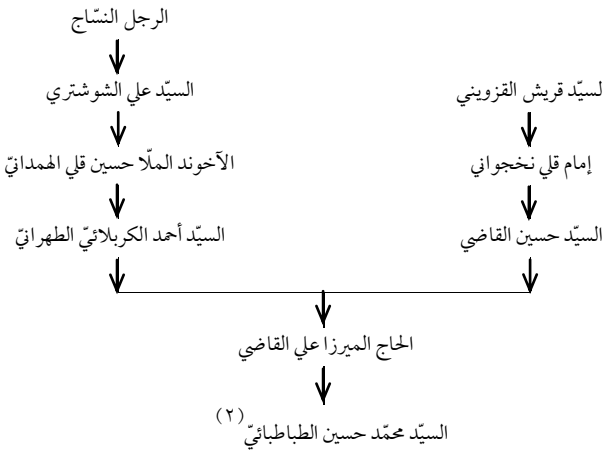 الرجل النسّاج
السيّد علي الشوشتري
لسيّد قريش القزويني
الآخوند الملّا حسين قلي الهمدانيّ
إمام قلي نخجواني
السيّد أحمد الكربلائيّ الطهرانيّ
السيّد حسين القاضي
الحاج الميرزا علي القاضي
السيّد محمّد حسين الطباطبائيّ(٢)